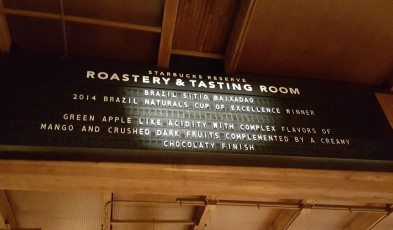 STARBUCKS RESERVE
ROASTERY & TASTING ROOM
BRAZIL SITIO BAIXADAO
2014 BRAZIL NATURALS CUP OF EXCELLENCE WINNER
GREEN APPLE LIKE ACIDITY WITH COMPLEX FLAVORS OF
MANGO AND CRUSHED DARK FRUITS COMPLEMENTED BY A CREAMY
CHOCOLATY FINISH